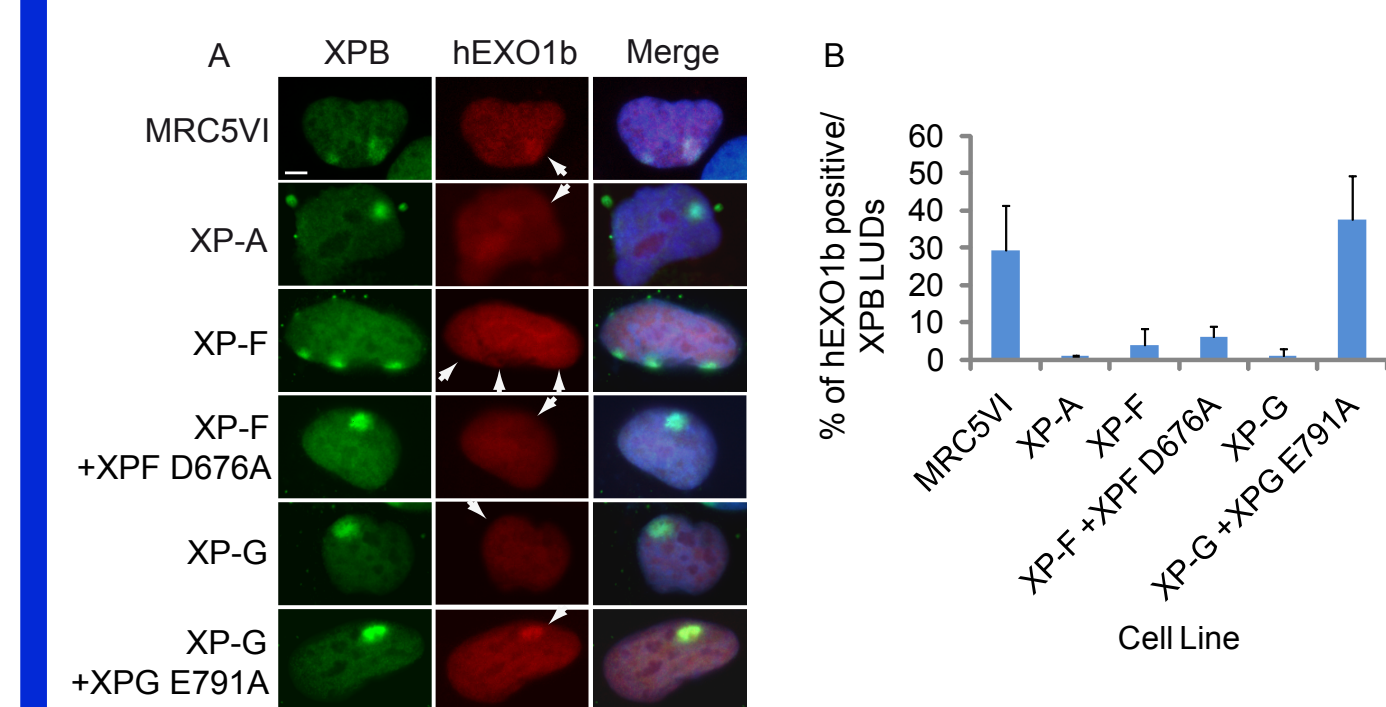 A
XPB
hEXO1b
Merge
MRC5VI
XP-A
XP-F
XP-F
+XPF D676A
XP-G
XP-G
+XPG E791A
B
% of hEXO1b positive/
XPB LUDs
60
50
40
30
20
10
0
MRC5VI
XP-A
XP-F
XP-F +XPF D676A
XP-G
XP-G +XPG E791A
Cell Line